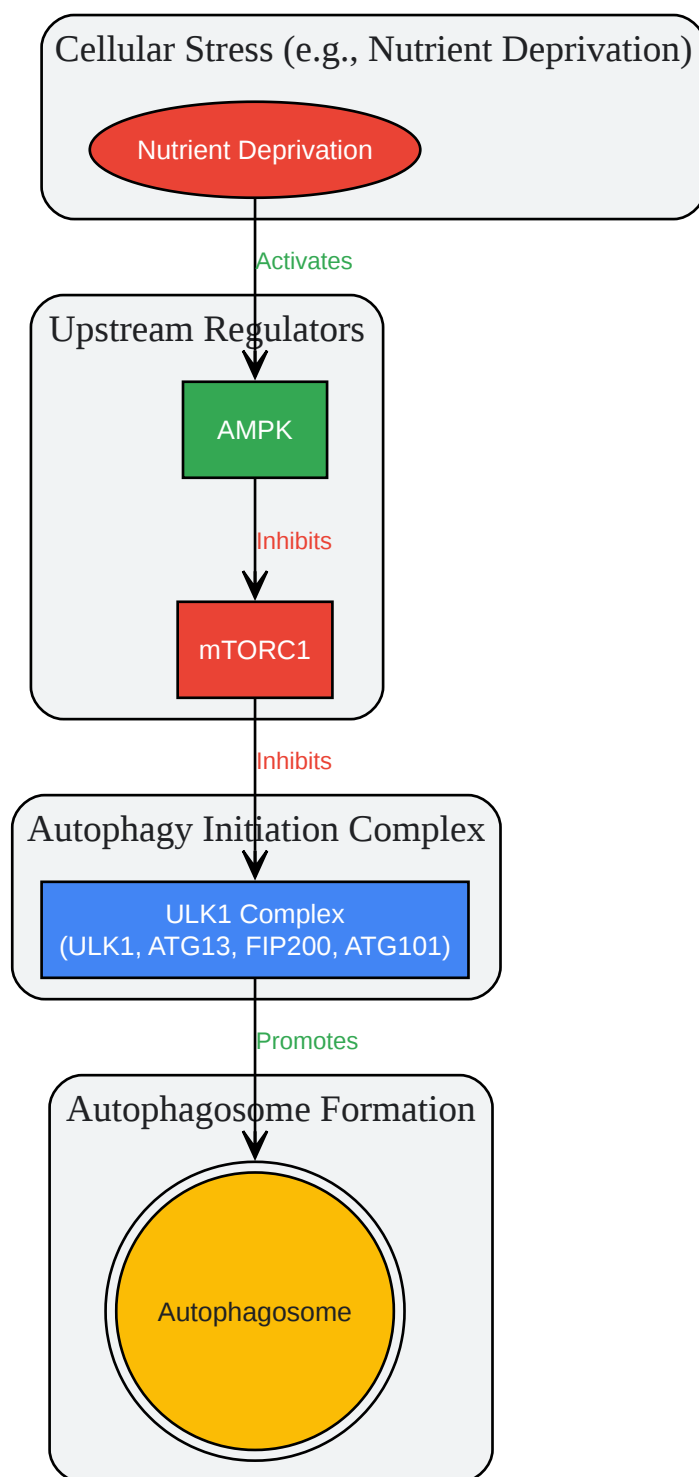 Cellular Stress (e.g., Nutrient Deprivation)
Nutrient Deprivation
Activates
Upstream Regulators
AMPK
Inhibits
mTORC1
Inhibits
Autophagy Initiation Complex
ULK1 Complex
(ULK1, ATG13, FIP200, ATG101)
Promotes
Autophagosome Formation
Autophagosome